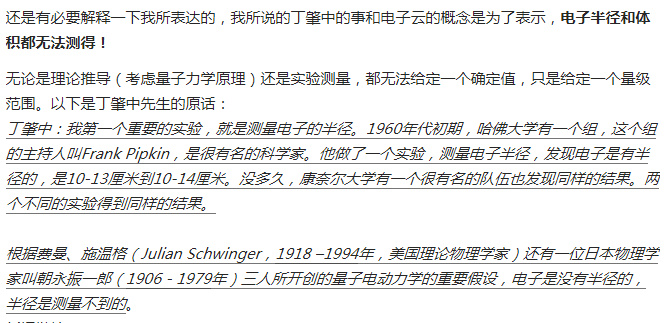 还是有必要解释一下我所表达的，我所说的丁肇中的事和电子云的概念是为了表示，电子半径和体
积都无法测得！
无论是理论推导（考虑量子力学原理）还是实验测量，都无法给定一个确定值，只是给定一个量级
范围。以下是丁肇中先生的原话：
丁肇中：我第一个重要的实验，就是测量电子的半径。1960年代初期，哈佛大学有一个组，这个组
的主持人叫Frank Pipkin，是很有名的科学家。他做了一个实验，测量电子半径，发现电子是有半
径的，是10-13厘米到10-14厘米。没多久，康奈尔大学有一个很有名的队伍也发现同样的结果。两
个不同的实验得到同样的结果。
根据费曼、施温格（Julian Schwinger，1918 –1994年，美国理论物理学家）还有一位日本物理学
家叫朝永振一郎（1906 - 1979年）三人所开创的量子电动力学的重要假设，电子是没有半径的，
半径是测量不到的。